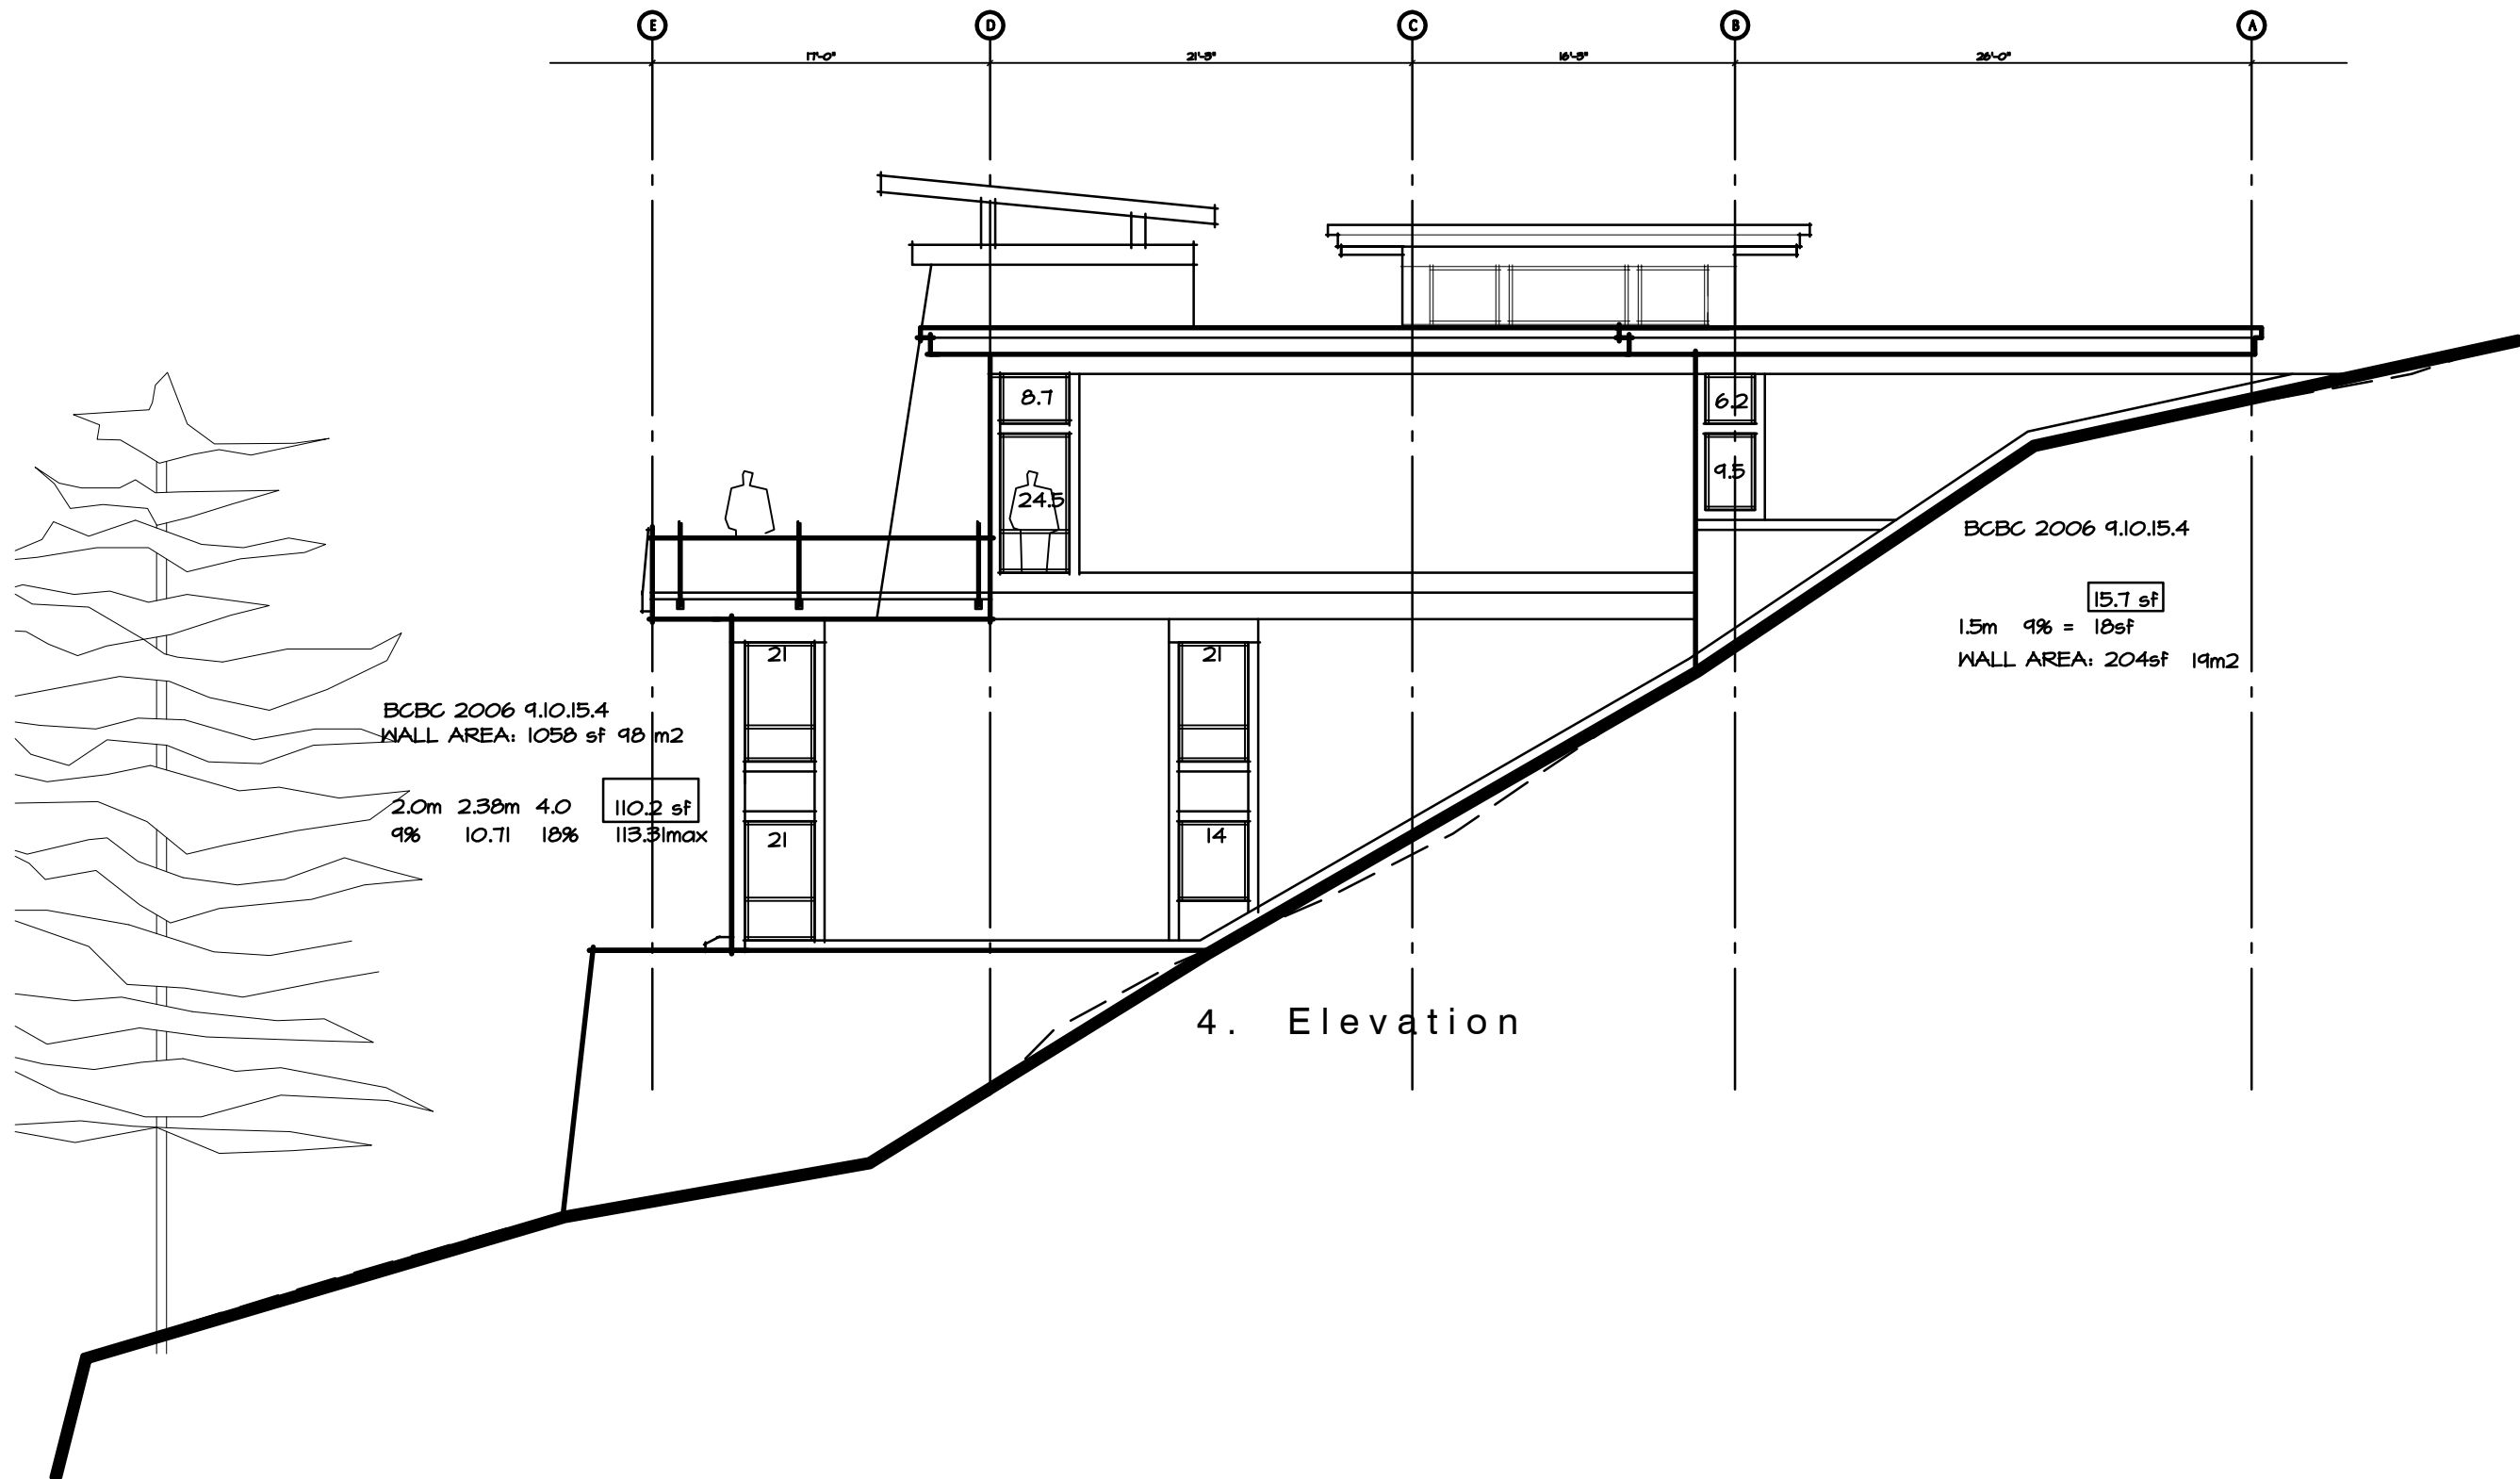 E D C B A
17'-0" 21'-3" 16'-3" 26'-0"
8.7
6.2
9.5
24.5
BCBC 2006 9.10.15.4
15.7 sf
1.5m 9% = 18sf
WALL AREA: 204sf 19m2
21
21
BCBC 2006 9.10.15.4
WALL AREA: 1058 sf 98 m2
2.0m 2.38m 4.0 110.2 sf
9% 10.71 18% 113.31max
21
14
4. Elevation